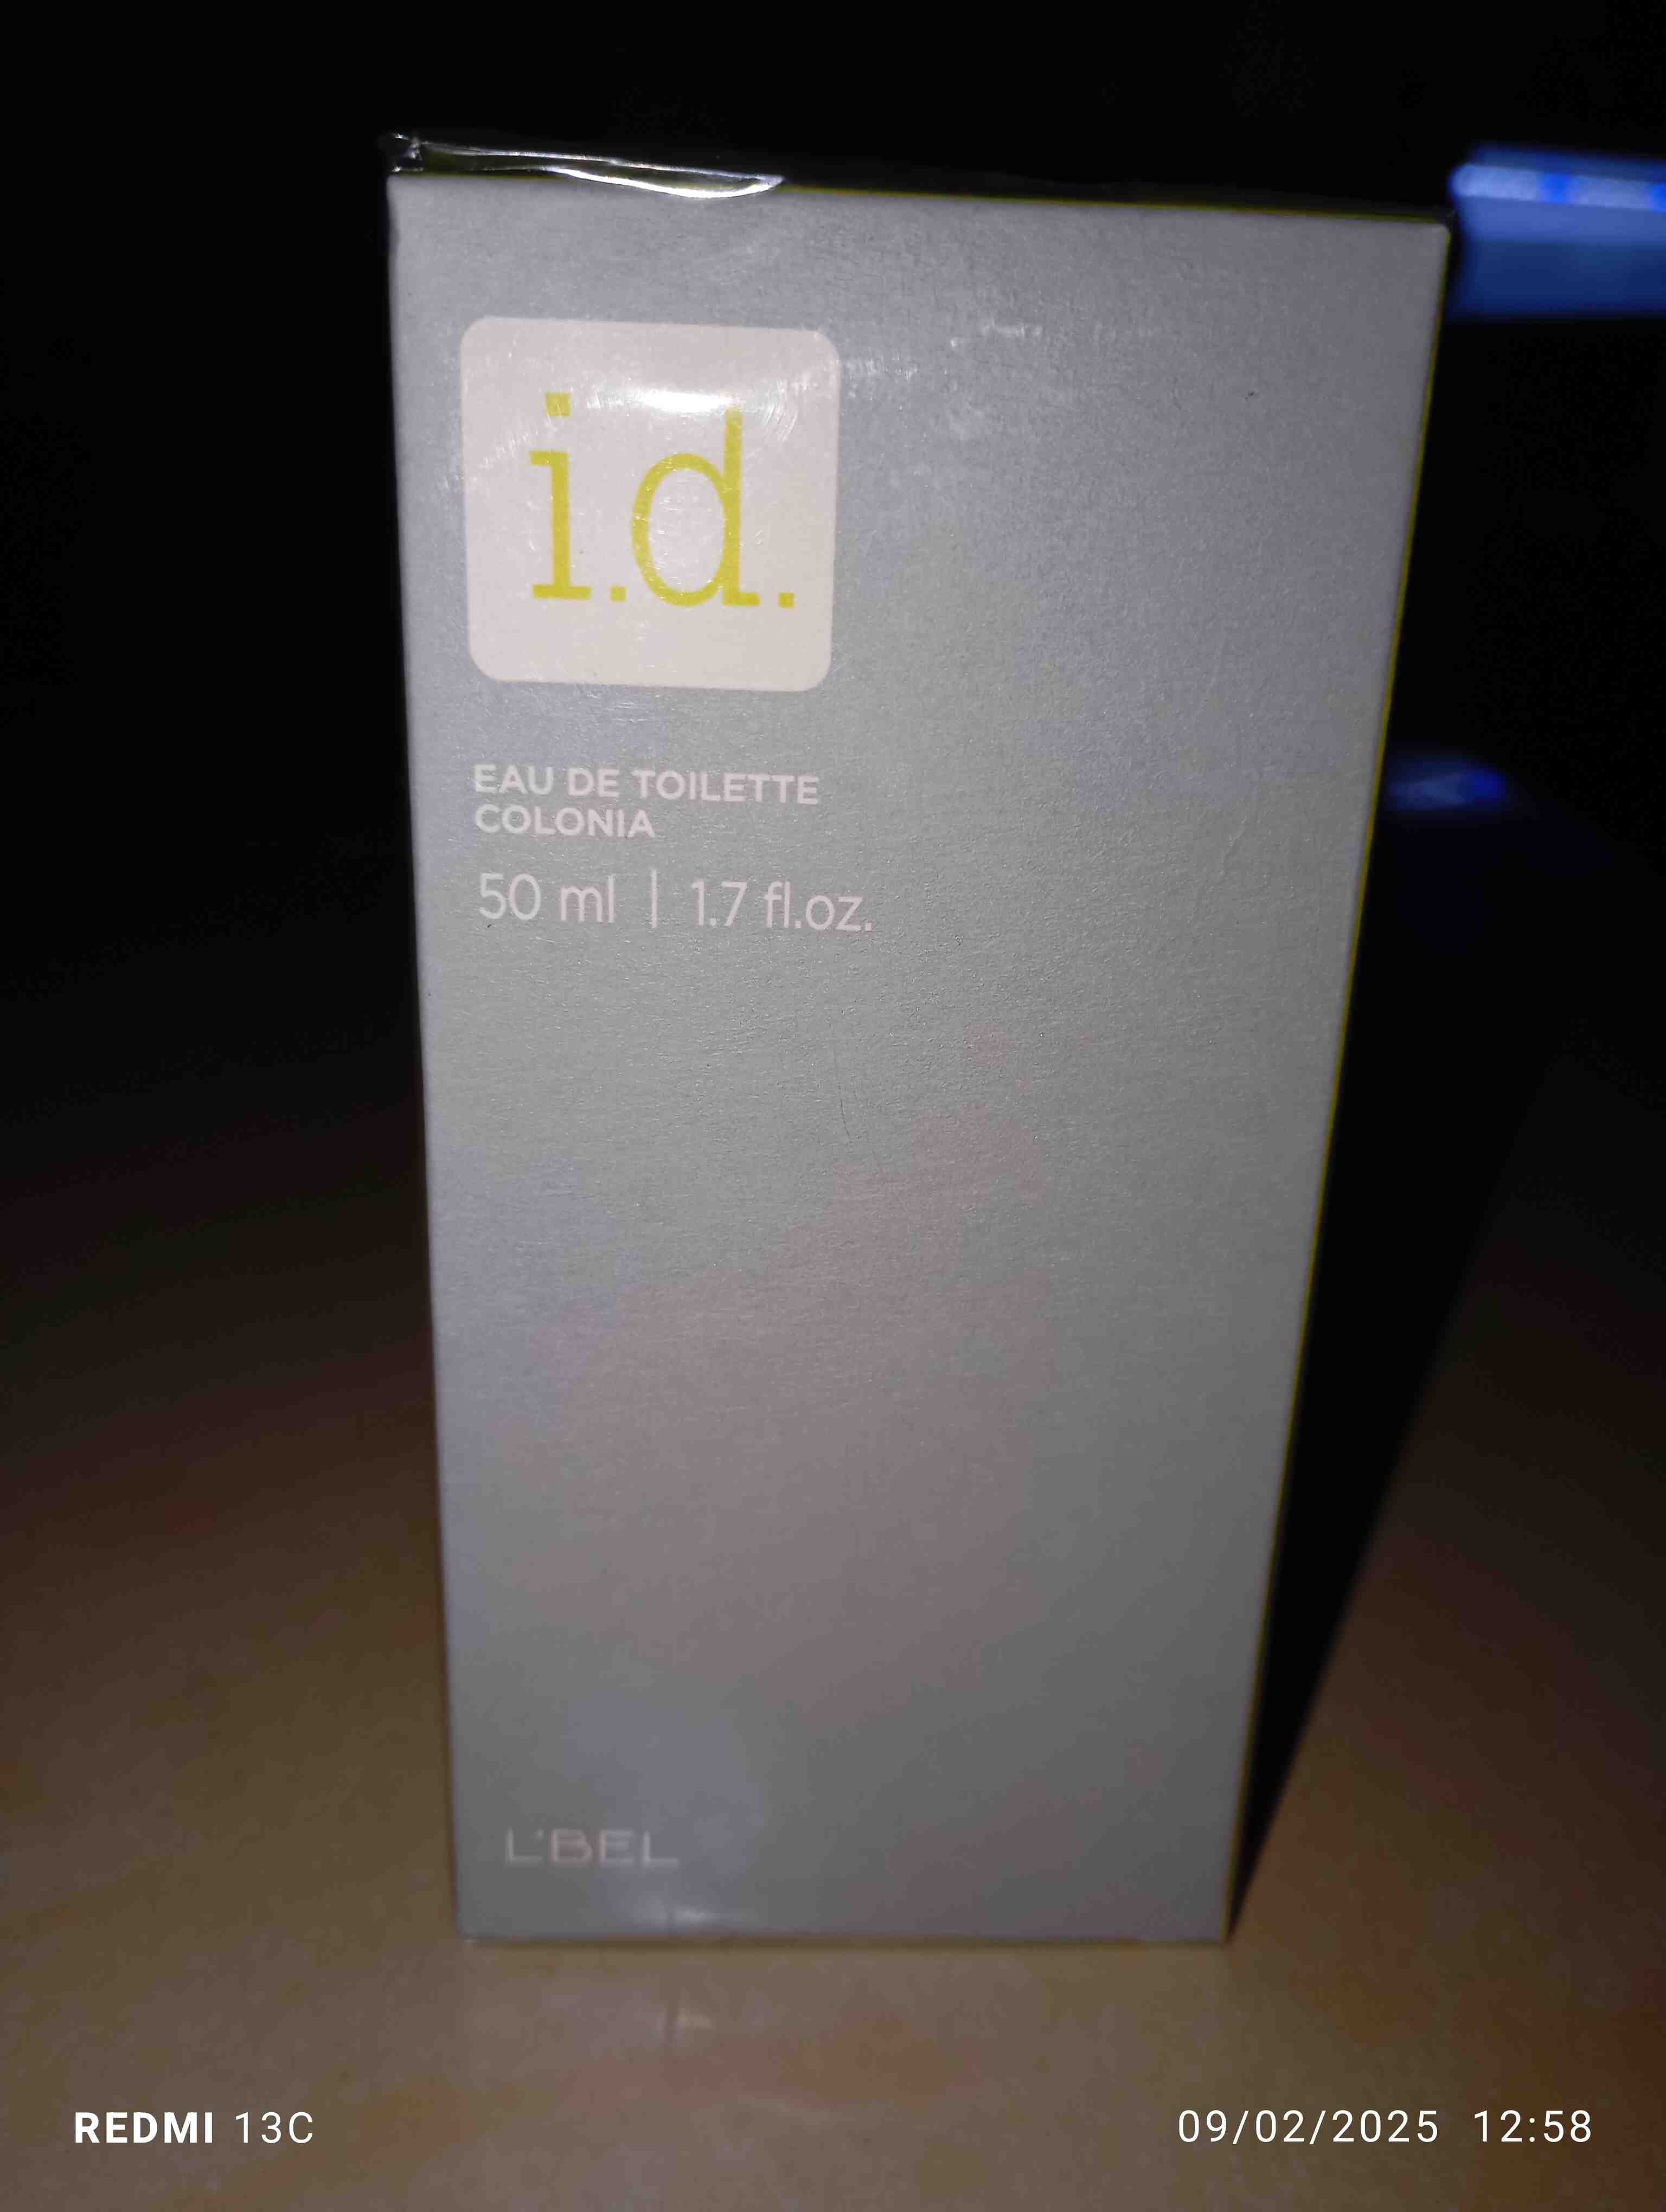 i.d.
EAU DE TOILETTE
COLONIA
50 ml | 1.7 fl.oz.
L'BEL
REDMI 13C
09/02/2025 12:58